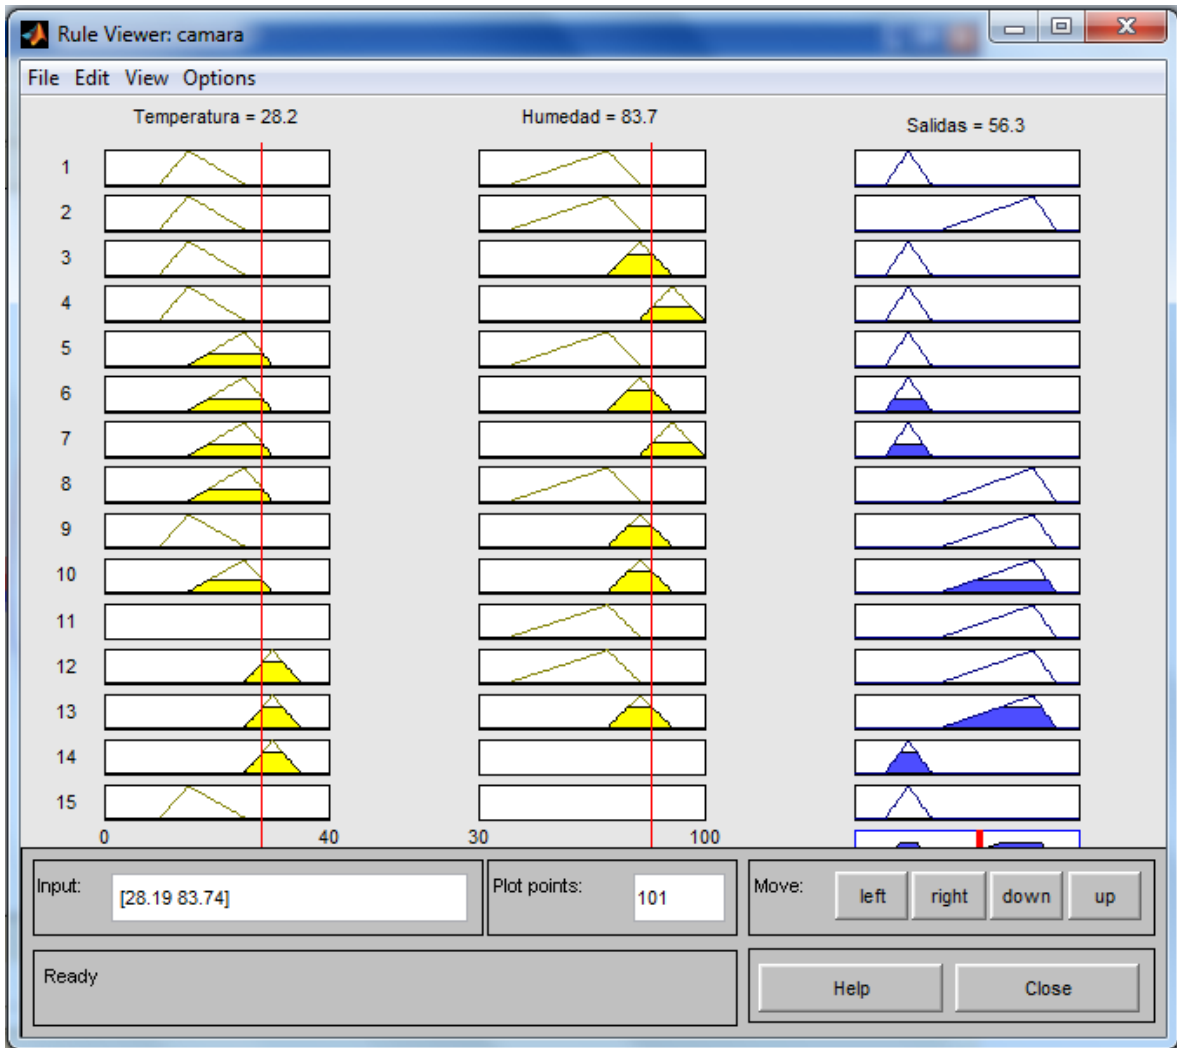 Rule Viewer: camara
File Edit View Options
Temperatura = 28.2 Humedad = 83.7 Salidas = 56.3
1
2
3
4
5
6
7
8
9
10
11
12
13
14
15
0 40 30 100
Input: [28.19 83.74] Plot points: 101 Move: left right down up
Ready Help Close